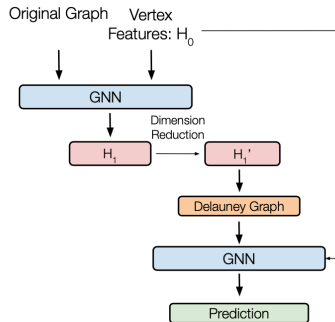 Original Graph
Vertex
Features: H₀
GNN
Dimension
Reduction
H₁
H₁'
Delauney Graph
GNN
Prediction